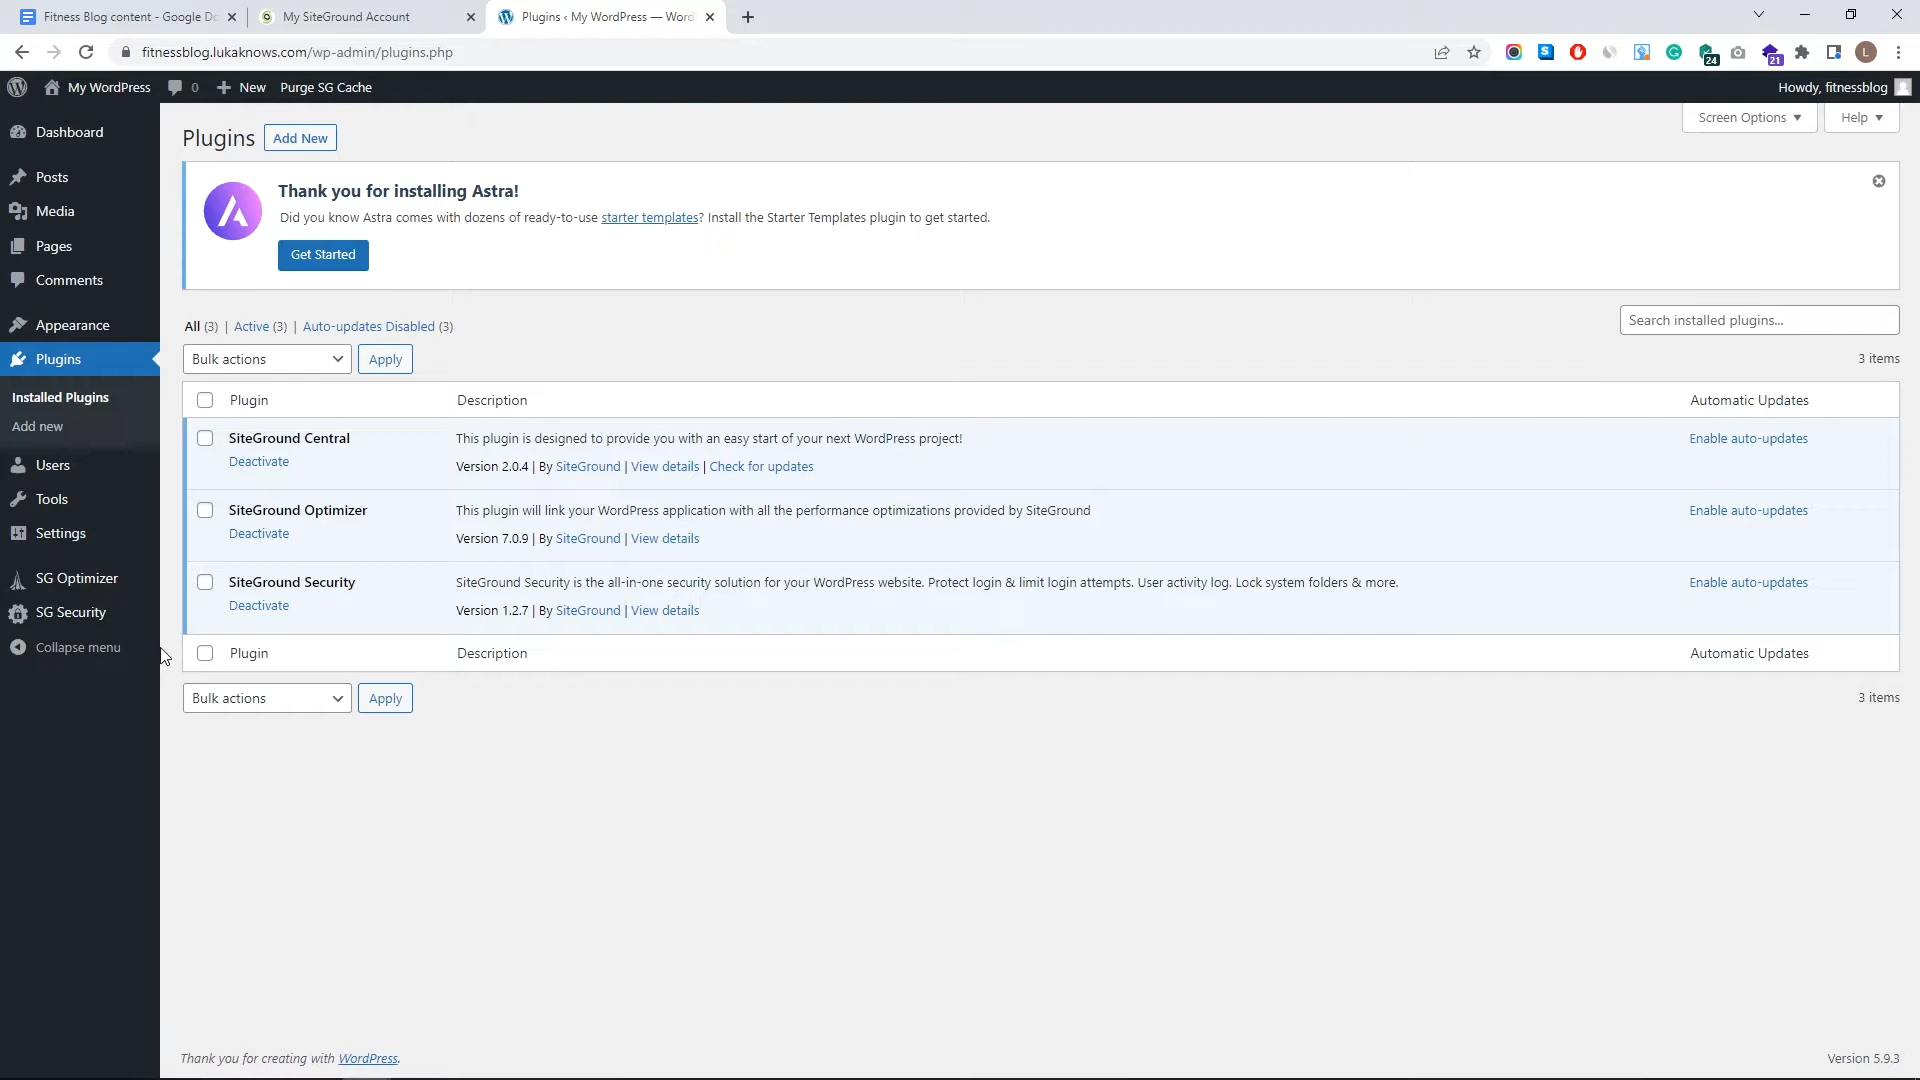 Fitness Blog content - Google Do
My SiteGround Account
Plugins ‹ My WordPress — Word
fitnessblog.lukaknows.com/wp-admin/plugins.php
24
21
L
My WordPress
0
New
Purge SG Cache
Howdy, fitnessblog
Dashboard
Posts
Media
Pages
Comments
Appearance
Plugins
Installed Plugins
Add new
Users
Tools
Settings
SG Optimizer
SG Security
Collapse menu
Screen Options
Help
Plugins
Add New
Thank you for installing Astra!
Did you know Astra comes with dozens of ready-to-use starter templates? Install the Starter Templates plugin to get started.
Get Started
All (3) | Active (3) | Auto-updates Disabled (3)
Search installed plugins...
Bulk actions
Apply
3 items
Plugin
Description
Automatic Updates
SiteGround Central
This plugin is designed to provide you with an easy start of your next WordPress project!
Enable auto-updates
Deactivate
Version 2.0.4 | By SiteGround | View details | Check for updates
SiteGround Optimizer
This plugin will link your WordPress application with all the performance optimizations provided by SiteGround
Enable auto-updates
Deactivate
Version 7.0.9 | By SiteGround | View details
SiteGround Security
SiteGround Security is the all-in-one security solution for your WordPress website. Protect login & limit login attempts. User activity log. Lock system folders & more.
Enable auto-updates
Deactivate
Version 1.2.7 | By SiteGround | View details
Plugin
Description
Automatic Updates
Bulk actions
Apply
3 items
Thank you for creating with WordPress.
Version 5.9.3